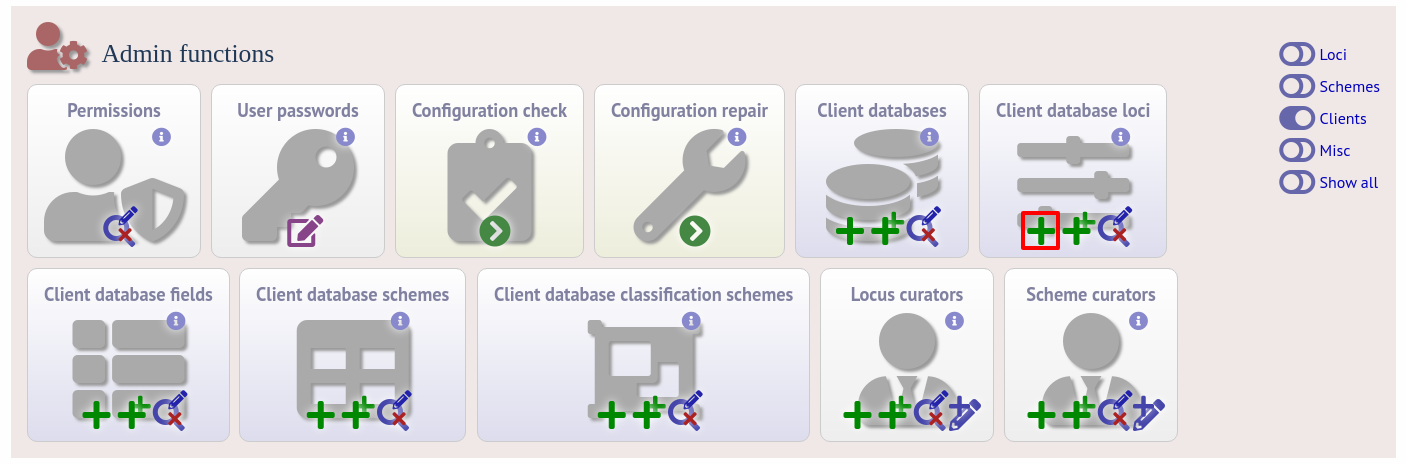 Admin functions
Loci
Schemes
Clients
Misc
Show all
Permissions
User passwords
Configuration check
Configuration repair
Client databases
Client database loci
Client database fields
Client database schemes
Client database classification schemes
Locus curators
Scheme curators